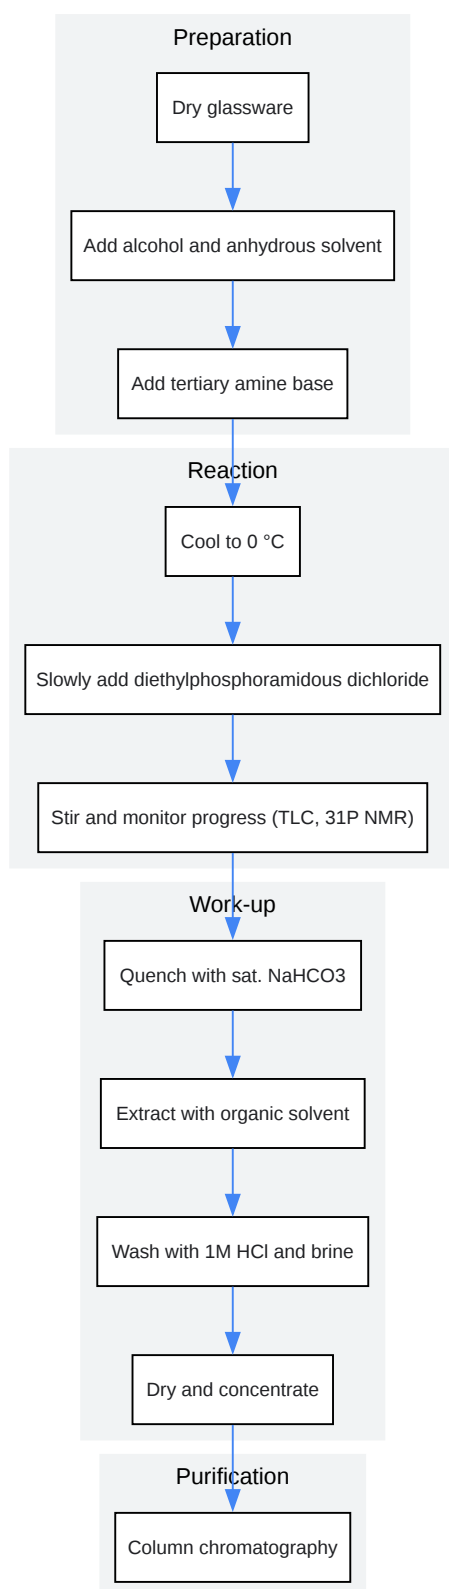 Preparation
Dry glassware
Add alcohol and anhydrous solvent
Add tertiary amine base
Reaction
Cool to 0 °C
Slowly add diethylphosphoramidous dichloride
Stir and monitor progress (TLC, 31P NMR)
Work-up
Quench with sat. NaHCO3
Extract with organic solvent
Wash with 1M HCl and brine
Dry and concentrate
Purification
Column chromatography